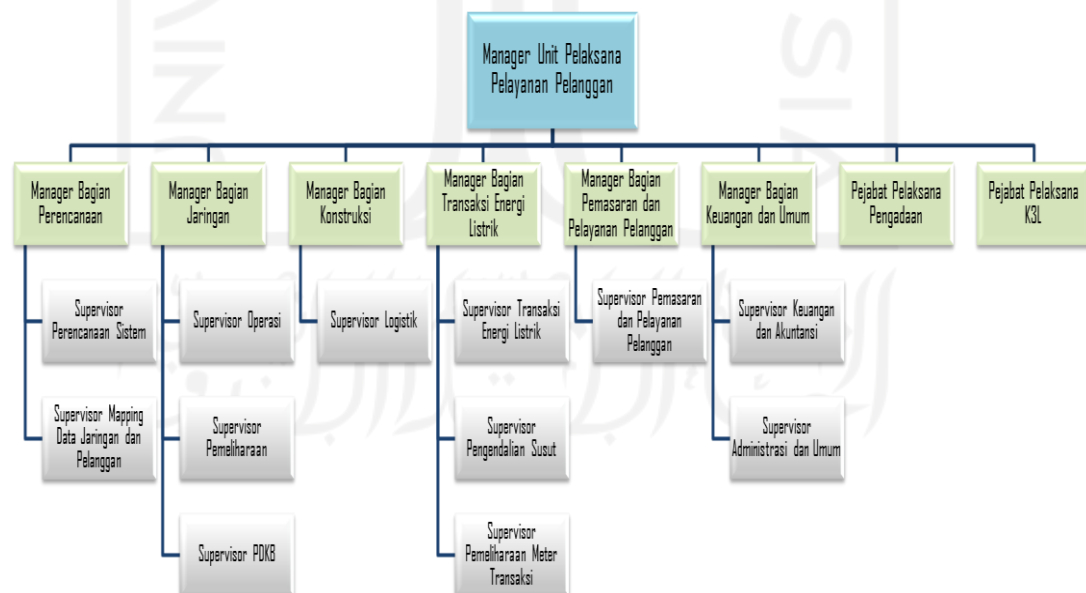 Manager Unit Pelaksana
Pelayanan Pelanggan
Manager Bagian
Perencanaan
Manager Bagian
Jaringan
Manager Bagian
Konstruksi
Manager Bagian
Transaksi Energi
Listrik
Manager Bagian
Pemasaran dan
Pelayanan Pelanggan
Manager Bagian
Keuangan dan Umum
Pejabat Pelaksana
Pengadaan
Pejabat Pelaksana
K3L
Supervisor
Perencanaan Sistem
Supervisor Operasi
Supervisor Logistik
Supervisor Transaksi
Energi Listrik
Supervisor Pemasaran
dan Pelayanan
Pelanggan
Supervisor Keuangan
dan Akuntansi
Supervisor Mapping
Data Jaringan dan
Pelanggan
Supervisor
Pemeliharaan
Supervisor
Pengendalian Susut
Supervisor
Administrasi dan Umum
Supervisor PDKB
Supervisor
Pemeliharaan Meter
Transaksi